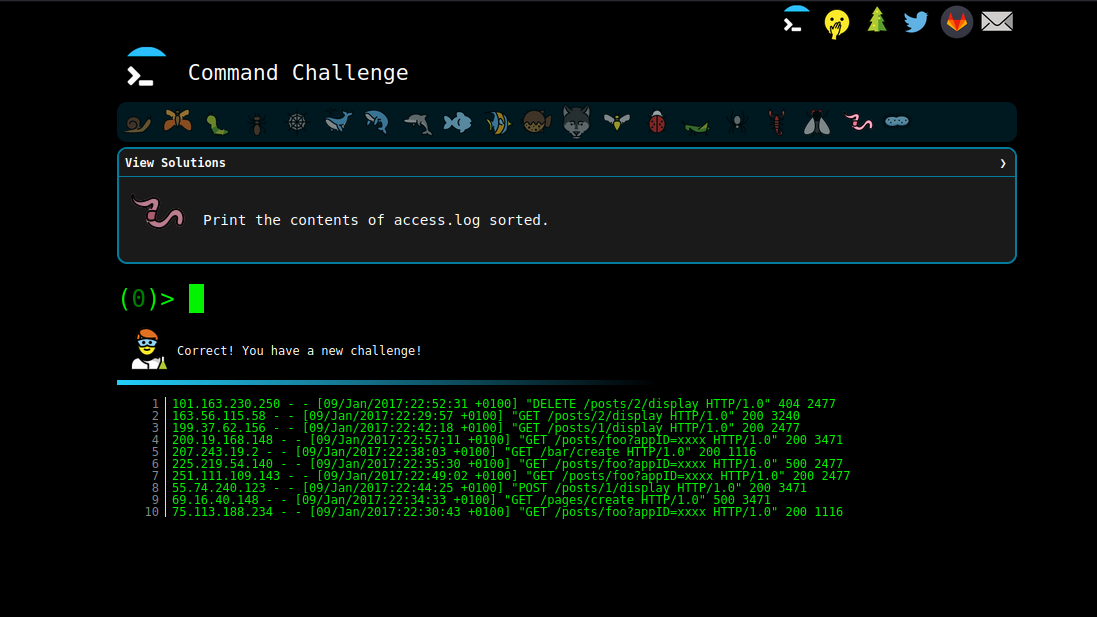 Command Challenge
View Solutions
Print the contents of access.log sorted.
(0)>
Correct! You have a new challenge!
1 101.163.230.250 - - [09/Jan/2017:22:52:31 +0100] "DELETE /posts/2/display HTTP/1.0" 404 2477
2 163.56.115.58 - - [09/Jan/2017:22:29:57 +0100] "GET /posts/2/display HTTP/1.0" 200 3240
3 199.37.62.156 - - [09/Jan/2017:22:42:18 +0100] "GET /posts/1/display HTTP/1.0" 200 2477
4 200.19.168.148 - - [09/Jan/2017:22:57:11 +0100] "GET /posts/foo?appID=xxxx HTTP/1.0" 200 3471
5 207.243.19.2 - - [09/Jan/2017:22:38:03 +0100] "GET /bar/create HTTP/1.0" 200 1116
6 225.219.54.140 - - [09/Jan/2017:22:35:30 +0100] "GET /posts/foo?appID=xxxx HTTP/1.0" 500 2477
7 251.111.109.143 - - [09/Jan/2017:22:49:02 +0100] "GET /posts/foo?appID=xxxx HTTP/1.0" 200 2477
8 55.74.240.123 - - [09/Jan/2017:22:44:25 +0100] "POST /posts/1/display HTTP/1.0" 200 3471
9 69.16.40.148 - - [09/Jan/2017:22:34:33 +0100] "GET /pages/create HTTP/1.0" 500 3471
10 75.113.188.234 - - [09/Jan/2017:22:30:43 +0100] "GET /posts/foo?appID=xxxx HTTP/1.0" 200 1116